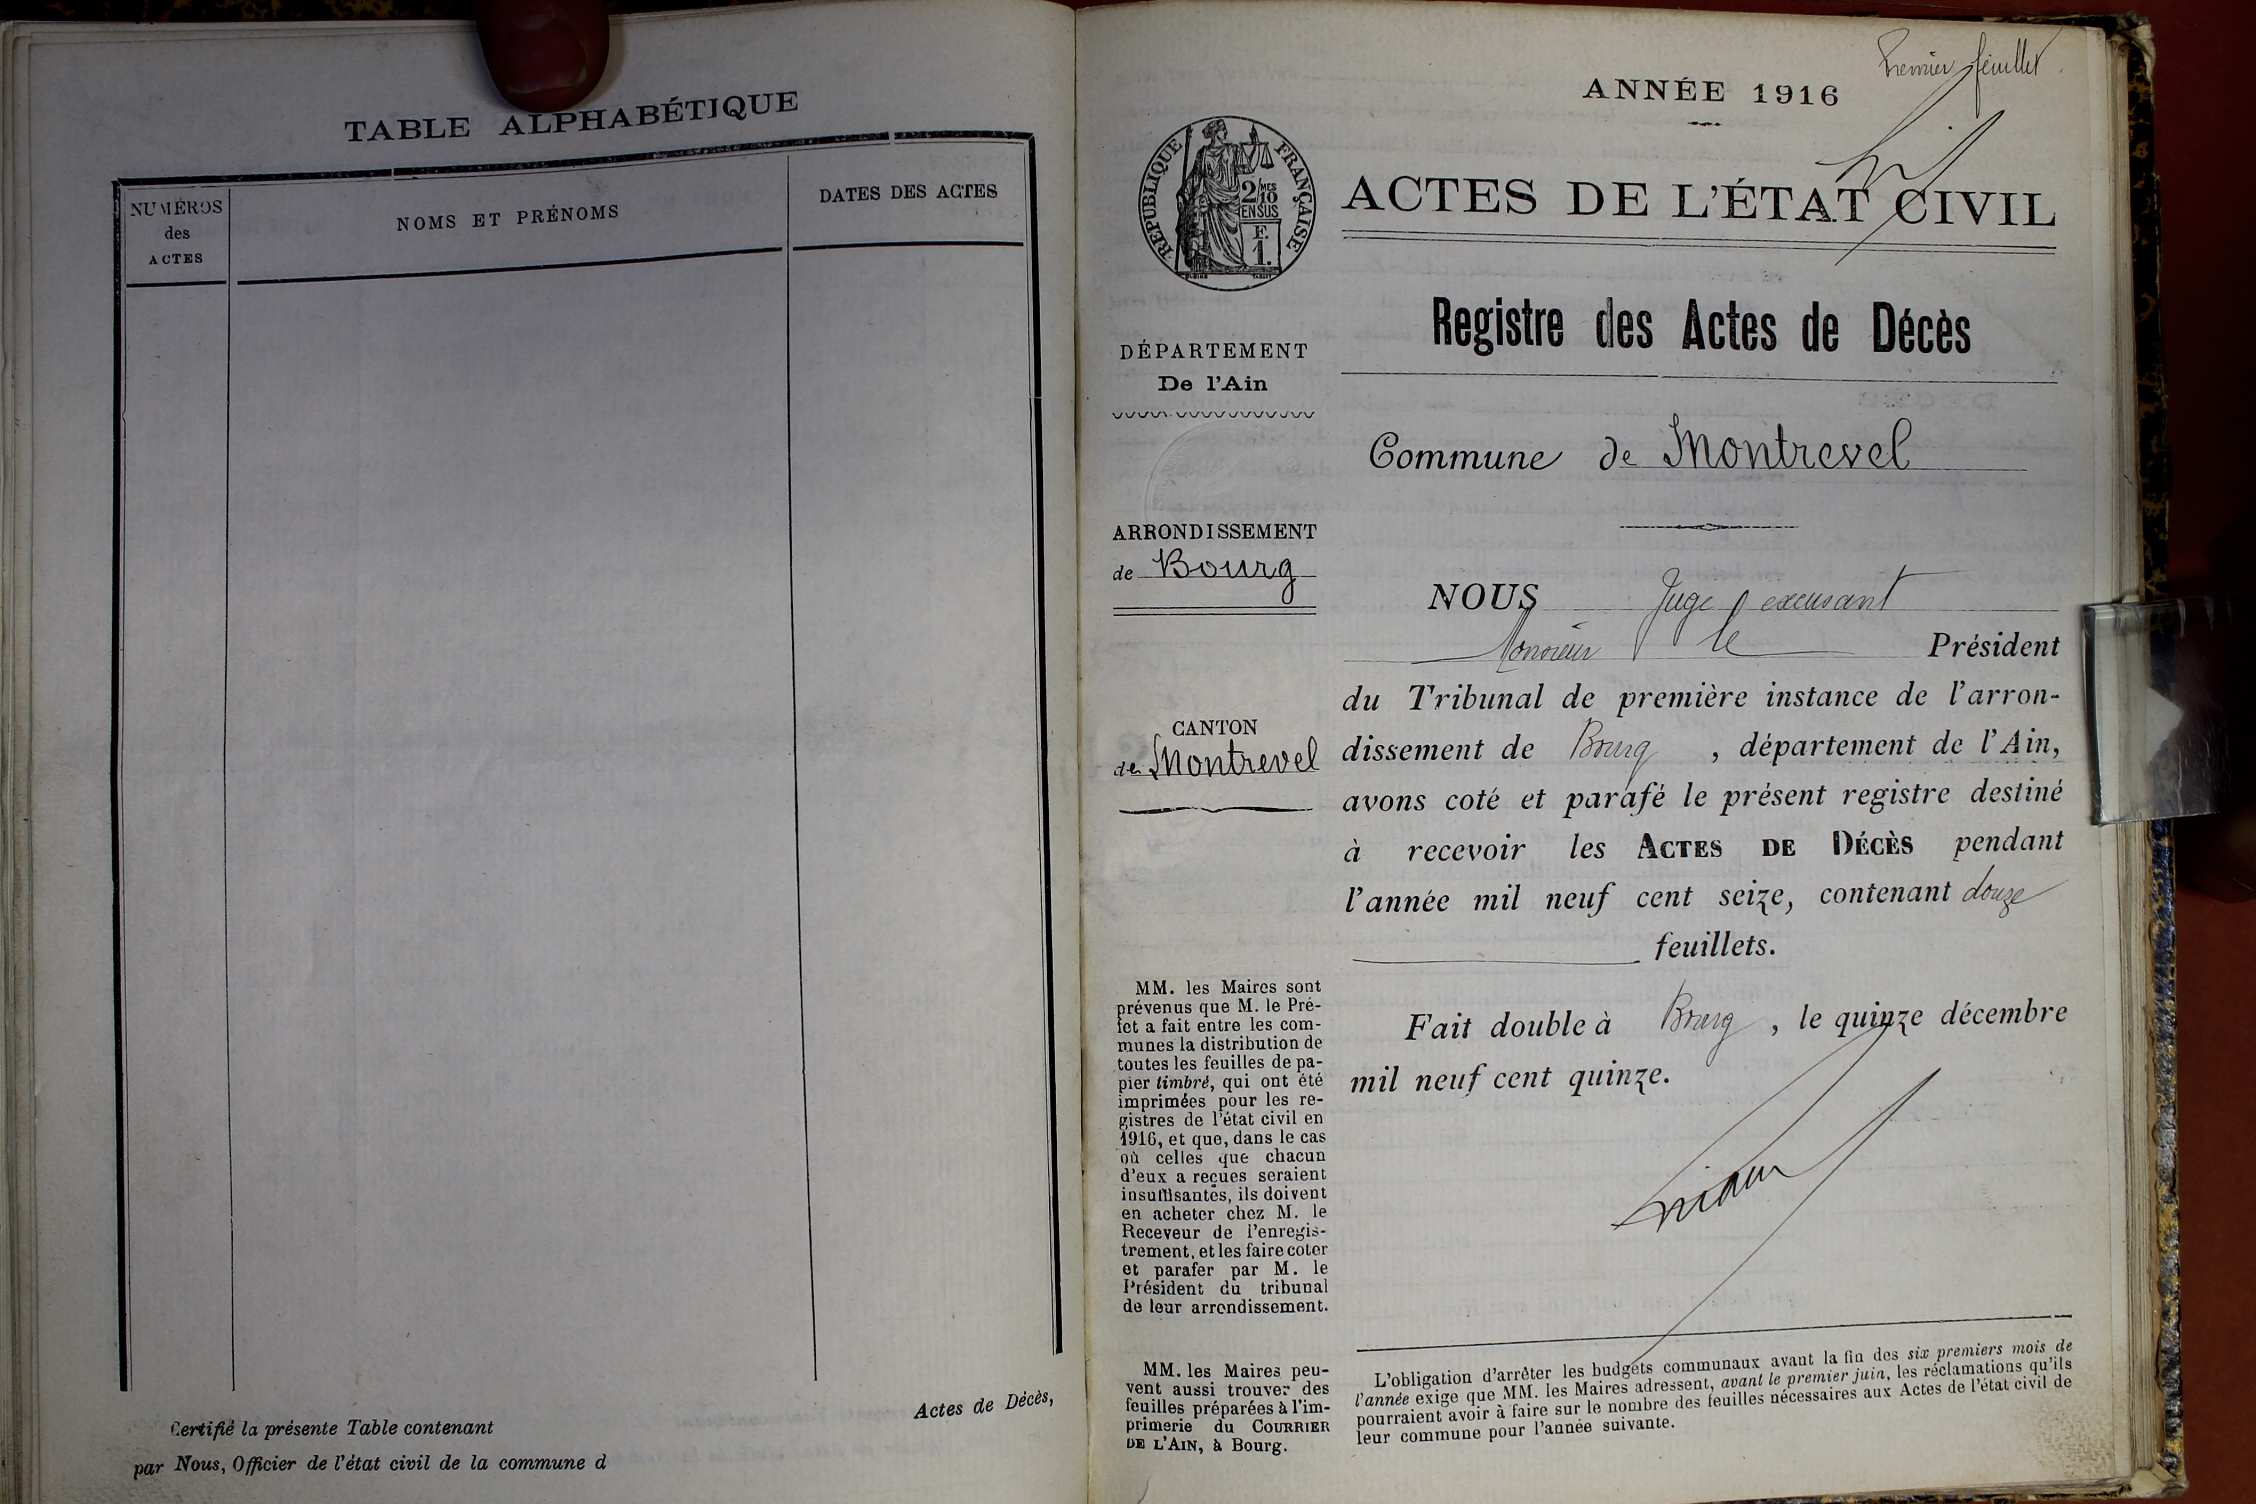 TABLE ALPHABÉTIQUE
NUMÉROS
des
ACTES
NOMS ET PRÉNOMS
DATES DES ACTES
Certifié la présente Table contenant
Actes de Décès,
par Nous, Officier de l'état civil de la commune d
Premier feuillet
ANNÉE 1916
RÉPUBLIQUE FRANÇAISE
2/MES
10
EN SUS
F.
1.
ACTES DE L'ÉTAT CIVIL
Registre des Actes de Décès
DÉPARTEMENT
De l'Ain
Commune de Montrevel
ARRONDISSEMENT
de Bourg
CANTON
de Montrevel
NOUS Juge excusant
Monsieur le Président
du Tribunal de première instance de l'arron-
dissement de Bourg, département de l'Ain,
avons coté et parafé le présent registre destiné
à recevoir les ACTES DE DÉCÈS pendant
l'année mil neuf cent seize, contenant douze
feuillets.
Fait double à Bourg, le quinze décembre
mil neuf cent quinze.
MM. les Maires sont
prévenus que M. le Pré-
fet a fait entre les com-
munes la distribution de
toutes les feuilles de pa-
pier timbré, qui ont été
imprimées pour les re-
gistres de l'état civil en
1916, et que, dans le cas
où celles que chacun
d'eux a reçues seraient
insuffisantes, ils doivent
en acheter chez M. le
Receveur de l'enregis-
trement, et les faire coter
et parafer par M. le
Président du tribunal
de leur arrondissement.
MM. les Maires peu-
vent aussi trouver des
feuilles préparées à l'im-
primerie du COURRIER
DE L'AIN, à Bourg.
L'obligation d'arrêter les budgets communaux avant la fin des six premiers mois de
l'année exige que MM. les Maires adressent, avant le premier juin, les réclamations qu'ils
pourraient avoir à faire sur le nombre des feuilles nécessaires aux Actes de l'état civil de
leur commune pour l'année suivante.